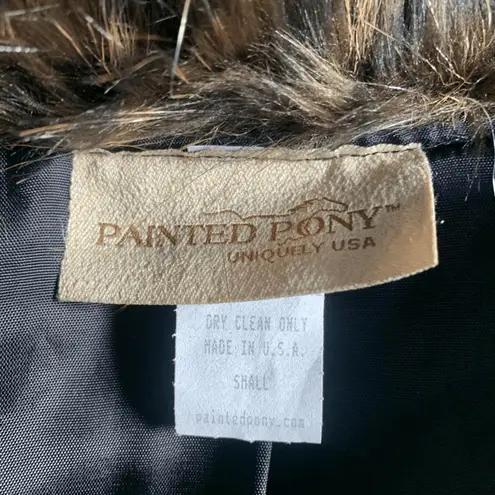 PAINTED PONY™
UNIQUELY USA
DRY CLEAN ONLY
MADE IN U.S.A.
SMALL
paintedpony.com